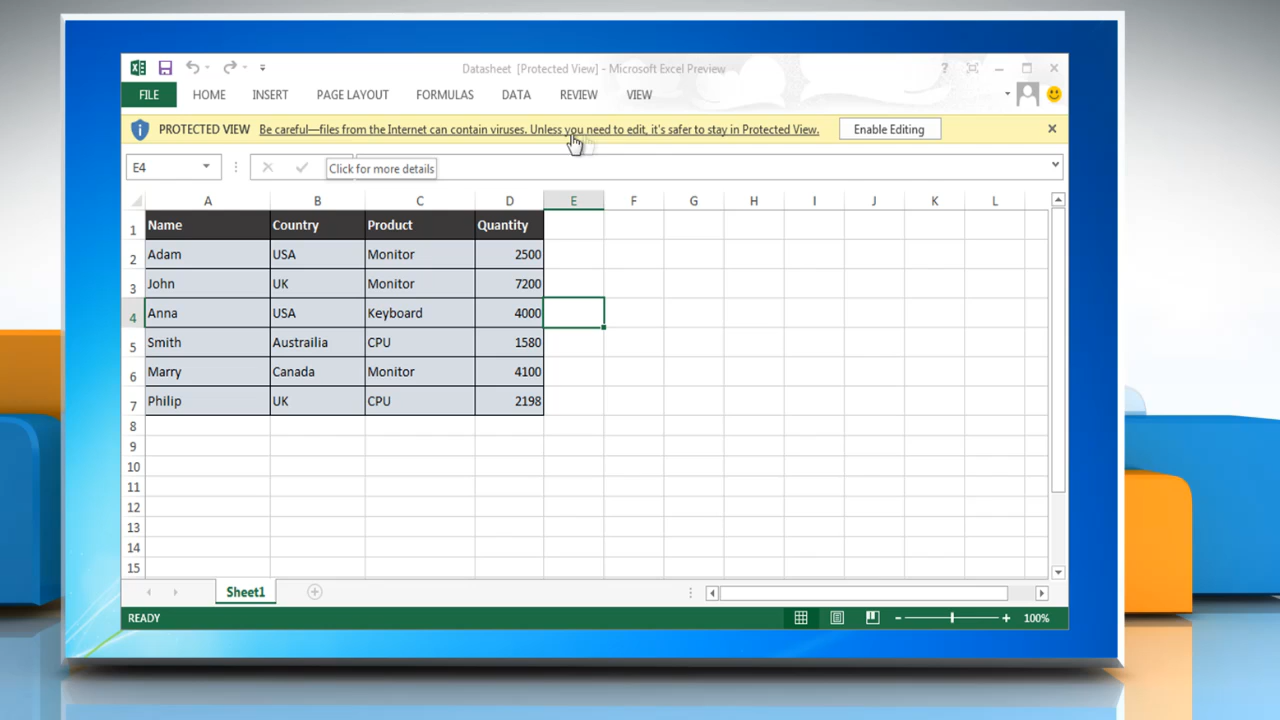 Datasheet [Protected View] - Microsoft Excel Preview
?
FILE HOME INSERT PAGE LAYOUT FORMULAS DATA REVIEW VIEW
PROTECTED VIEW Be careful—files from the Internet can contain viruses. Unless you need to edit, it's safer to stay in Protected View. Enable Editing
E4
Click for more details
A B C D E F G H I J K L
1 Name Country Product Quantity
2 Adam USA Monitor 2500
3 John UK Monitor 7200
4 Anna USA Keyboard 4000
5 Smith Austrailia CPU 1580
6 Marry Canada Monitor 4100
7 Philip UK CPU 2198
8
9
10
11
12
13
14
15
Sheet1
READY 100%